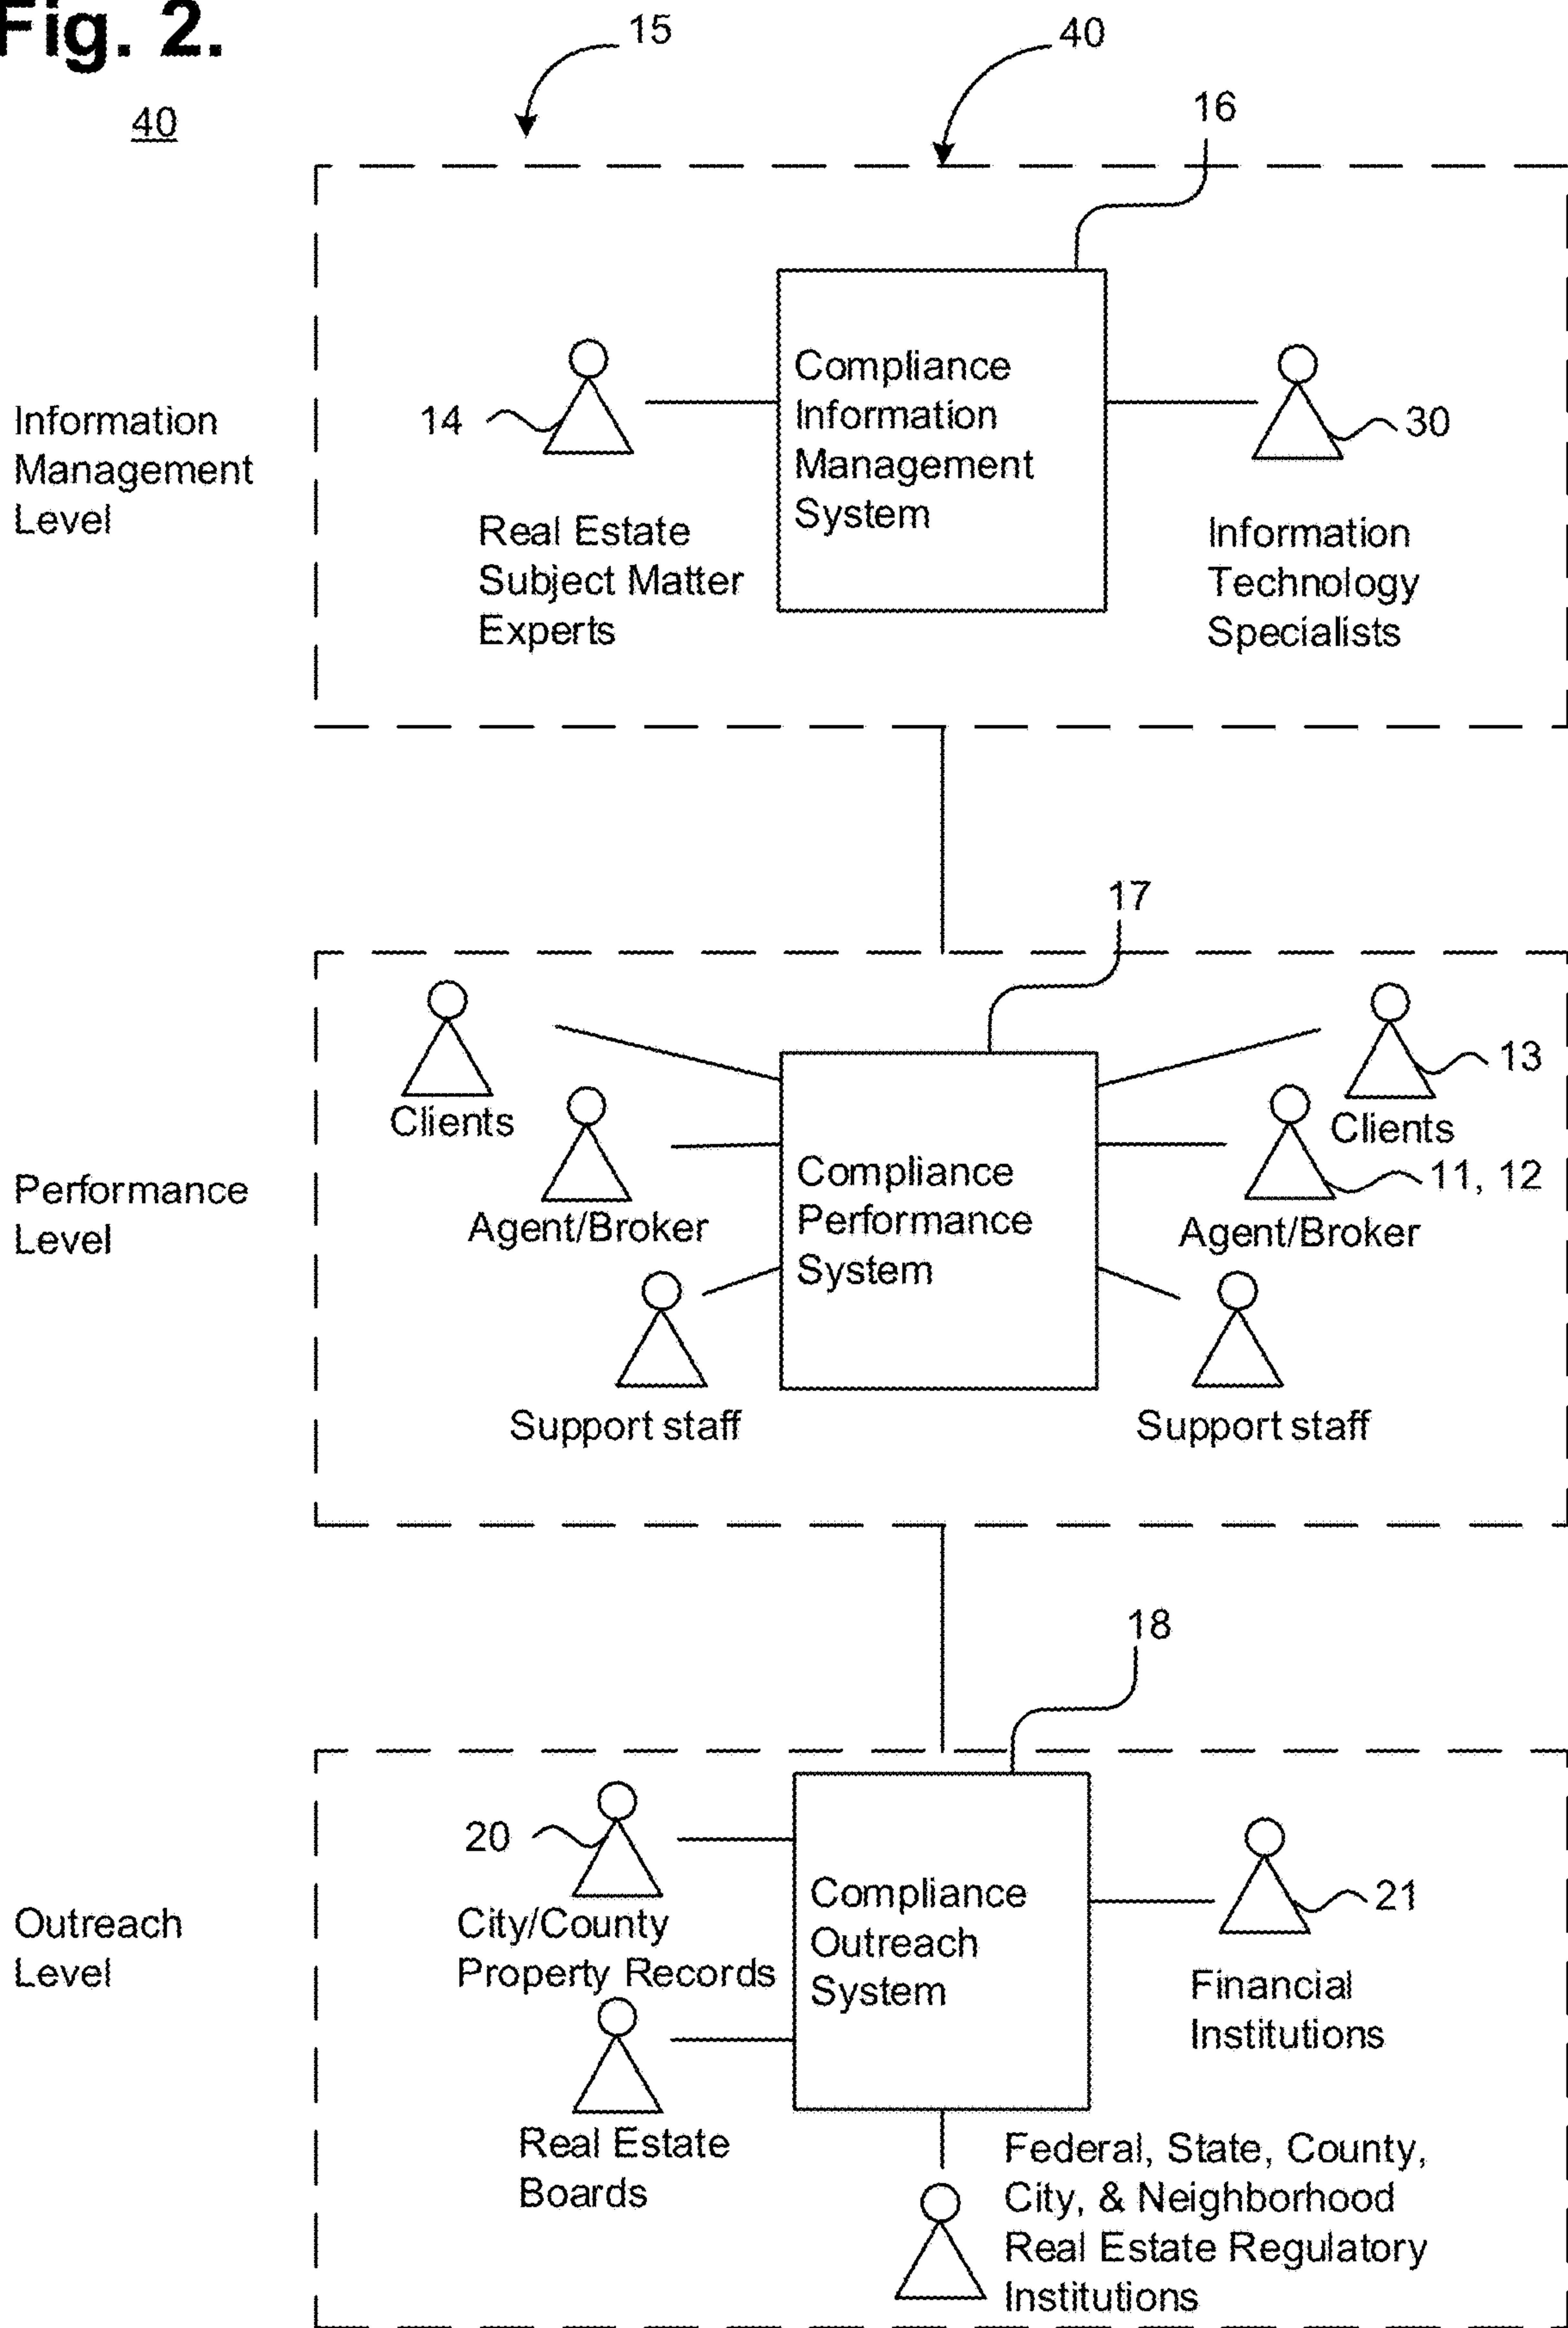 Fig. 2.
15
40
40
16
Information
Management
Level
14
Real Estate
Subject Matter
Experts
Compliance
Information
Management
System
30
Information
Technology
Specialists
17
Performance
Level
Clients
Agent/Broker
Support staff
Compliance
Performance
System
13
Clients
11, 12
Agent/Broker
Support staff
18
Outreach
Level
20
City/County
Property Records
Real Estate
Boards
Compliance
Outreach
System
21
Financial
Institutions
Federal, State, County,
City, & Neighborhood
Real Estate Regulatory
Institutions